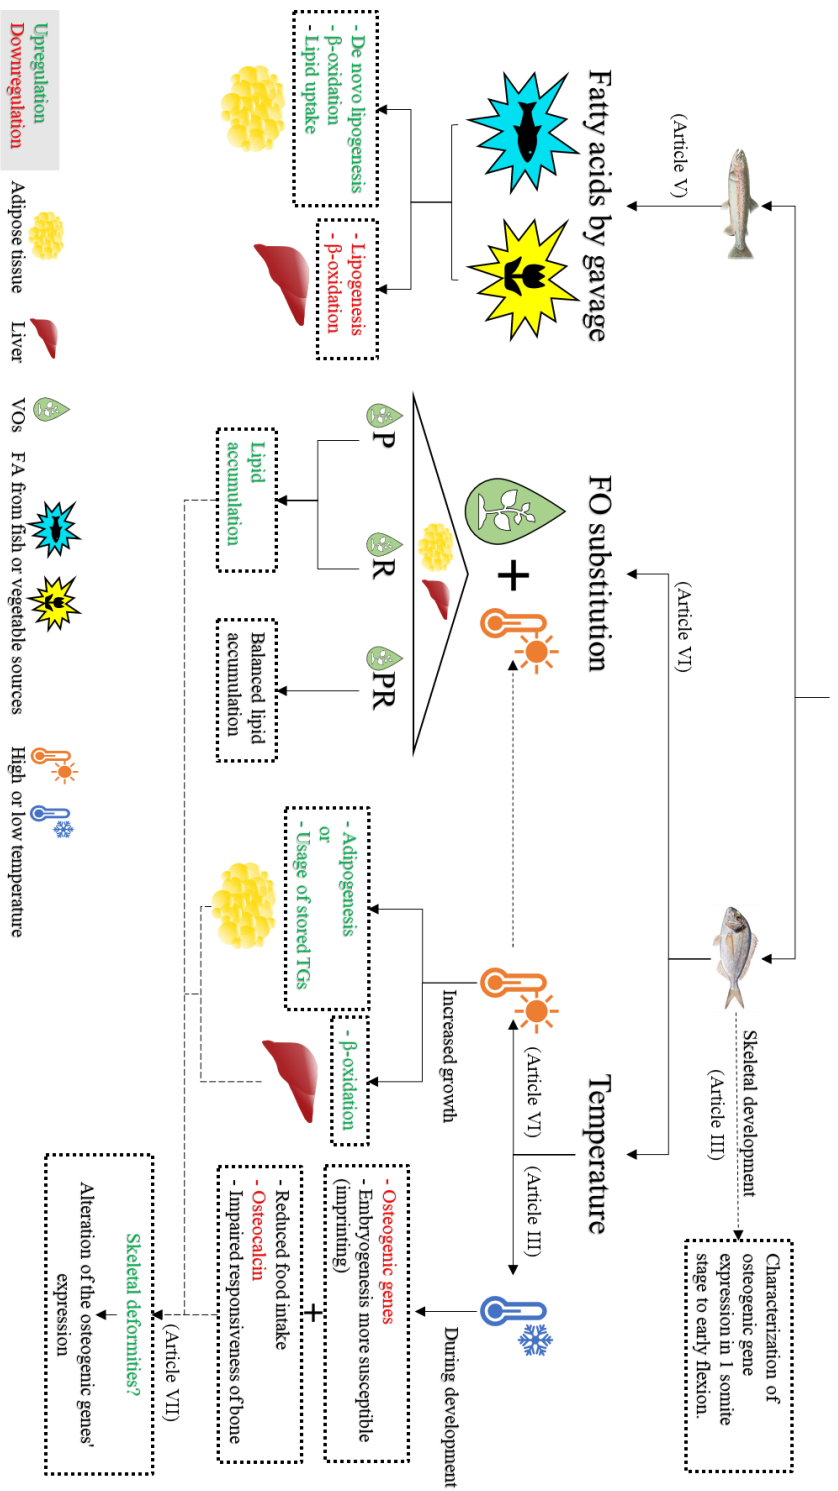 (Article V)
Fatty acids by gavage
- De novo lipogenesis
- β-oxidation
- Lipid uptake
- Lipogenesis
- β-oxidation
(Article VI)
FO substitution
+
P
R
PR
Lipid
accumulation
Balanced lipid
accumulation
Skeletal development
(Article III)
Characterization of
osteogenic gene
expression in 1 somite
stage to early flexion.
Temperature
(Article VI)
(Article III)
Increased growth
- Adipogenesis
or
- Usage of stored TGs
- β-oxidation
During development
- Osteogenic genes
- Embryogenesis more susceptible
(imprinting)
+
- Reduced food intake
- Osteocalcin
- Impaired responsiveness of bone
(Article VII)
Skeletal deformities?
Alteration of the osteogenic genes'
expression
Upregulation
Downregulation
Adipose tissue
Liver
VOs
FA from fish or vegetable sources
High or low temperature